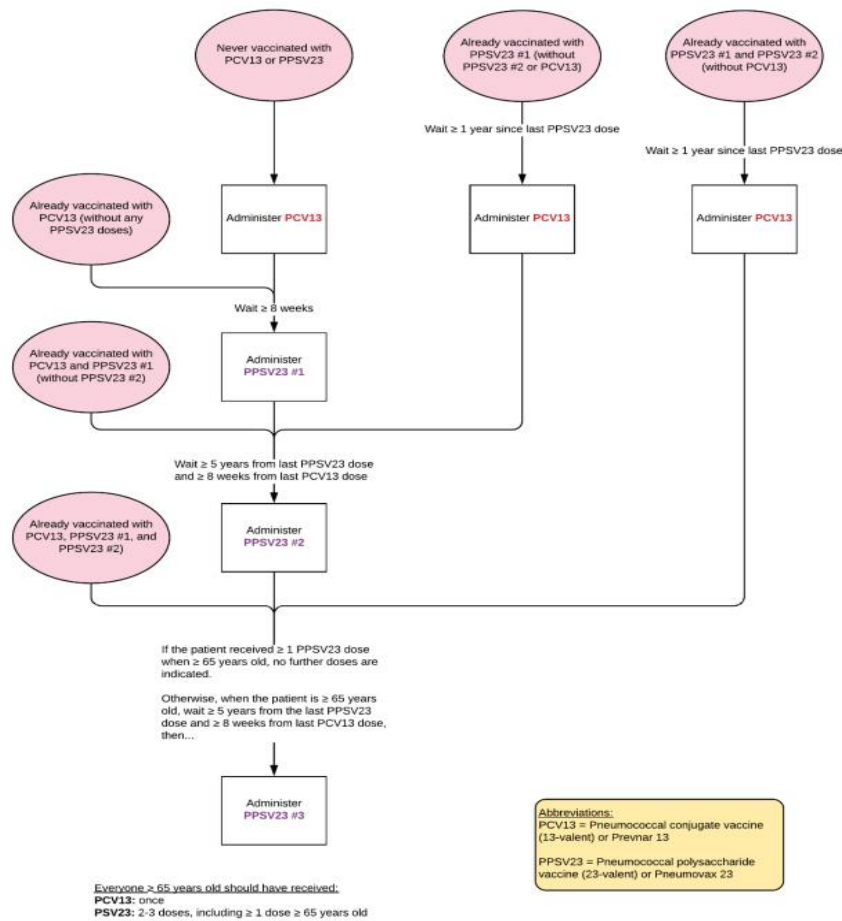 Never vaccinated with
PCV13 or PPSV23
Already vaccinated with
PPSV23 #1 (without
PPSV23 #2 or PCV13)
Already vaccinated with
PPSV23 #1 and PPSV23 #2
(without PCV13)
Wait ≥ 1 year since last PPSV23 dose
Wait ≥ 1 year since last PPSV23 dose
Already vaccinated with
PCV13 (without any
PPSV23 doses)
Administer PCV13
Administer PCV13
Administer PCV13
Wait ≥ 8 weeks
Already vaccinated with
PCV13 and PPSV23 #1
(without PPSV23 #2)
Administer
PPSV23 #1
Wait ≥ 5 years from last PPSV23 dose
and ≥ 8 weeks from last PCV13 dose
Already vaccinated with
PCV13, PPSV23 #1, and
PPSV23 #2)
Administer
PPSV23 #2
If the patient received ≥ 1 PPSV23 dose
when ≥ 65 years old, no further doses are
indicated.
Otherwise, when the patient is ≥ 65 years
old, wait ≥ 5 years from the last PPSV23
dose and ≥ 8 weeks from last PCV13 dose,
then...
Administer
PPSV23 #3
Abbreviations:
PCV13 = Pneumococcal conjugate vaccine
(13-valent) or Prevnar 13
PPSV23 = Pneumococcal polysaccharide
vaccine (23-valent) or Pneumovax 23
Everyone ≥ 65 years old should have received:
PCV13: once
PSV23: 2-3 doses, including ≥ 1 dose ≥ 65 years old